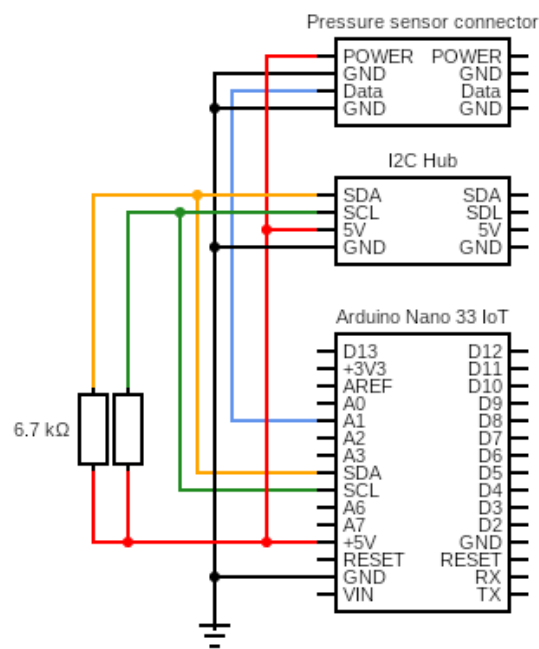 Pressure sensor connector
POWER POWER
GND GND
Data Data
GND GND
I2C Hub
SDA SDA
SCL SDL
5V 5V
GND GND
Arduino Nano 33 IoT
D13 D12
+3V3 D11
AREF D10
A0 D9
A1 D8
A2 D7
A3 D6
SDA D5
SCL D4
A6 D3
A7 D2
+5V GND
RESET RESET
GND RX
VIN TX
6.7 kΩ